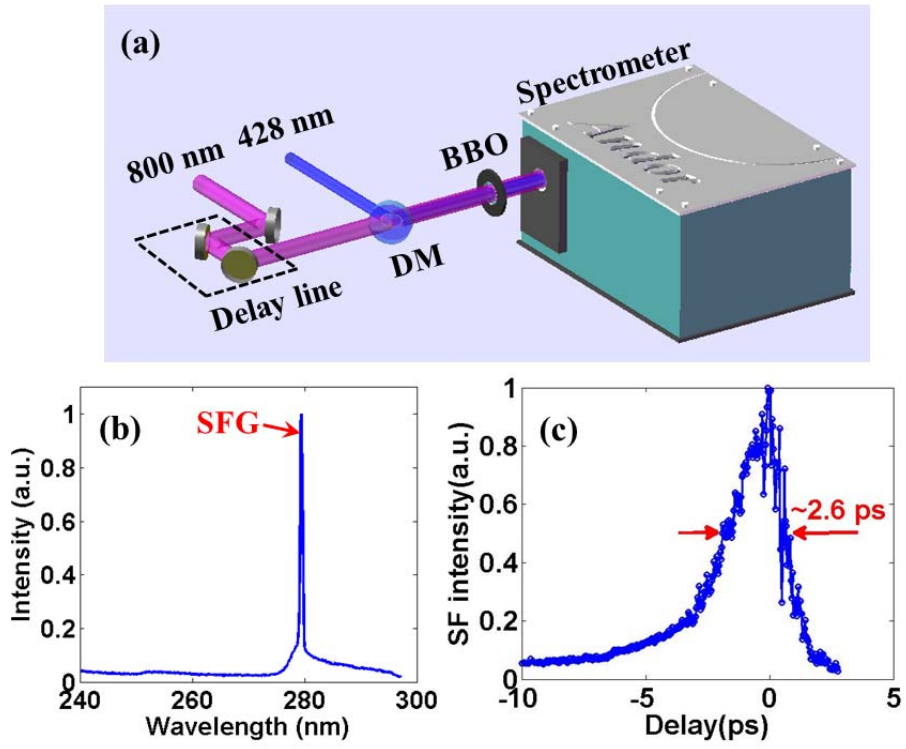 (a)
Spectrometer
Andor
428 nm
BBO
800 nm
DM
Delay line
(b)
SFG
1
0.8
0.6
0.4
0.2
0
240
260
280
300
Intensity (a.u.)
Wavelength (nm)
(c)
~2.6 ps
1
0.8
0.6
0.4
0.2
0
-10
-5
0
5
SF intensity(a.u.)
Delay(ps)